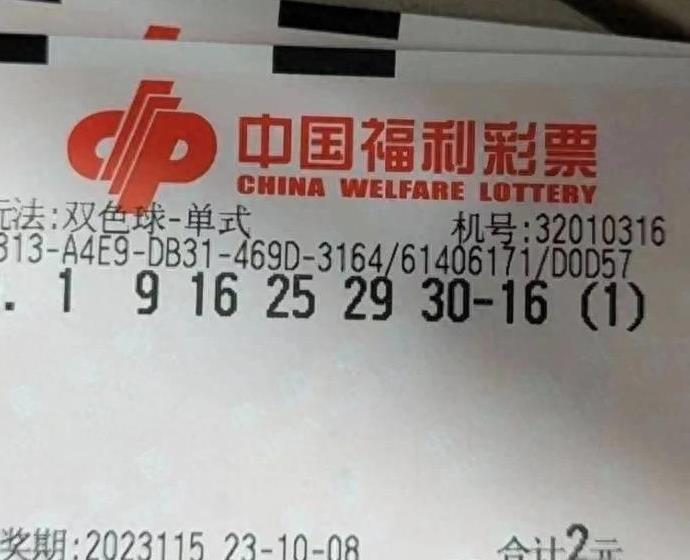 中国福利彩票
CHINA WELFARE LOTTERY
玩法:双色球-单式 机号:32010316
313-A4E9-DB31-469D-3164/61406171/D0D57
. 1 9 16 25 29 30-16 (1)
奖期:2023115 23-10-08 合计2元